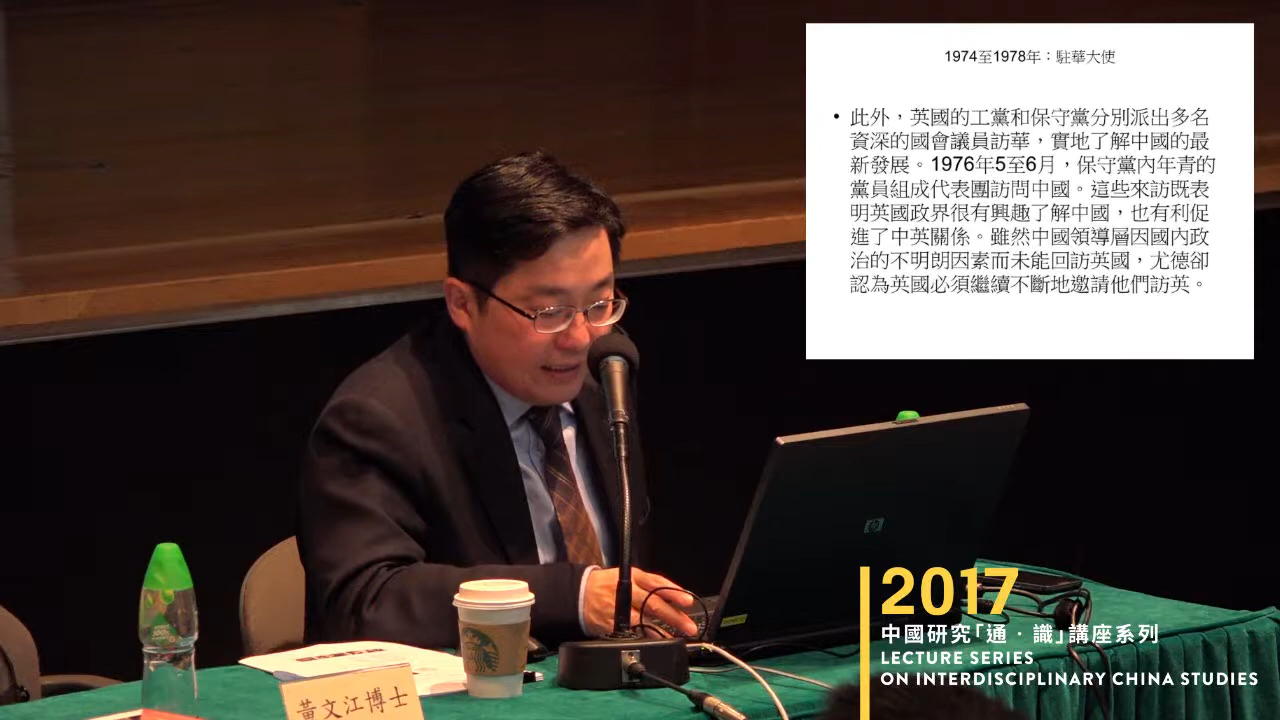 1974至1978年：駐華大使
• 此外，英國的工黨和保守黨分別派出多名
資深的國會議員訪華，實地了解中國的最
新發展。1976年5至6月，保守黨內年青的
黨員組成代表團訪問中國。這些來訪既表
明英國政界很有興趣了解中國，也有利促
進了中英關係。雖然中國領導層因國內政
治的不明朗因素而未能回訪英國，尤德卻
認為英國必須繼續不斷地邀請他們訪英。
hp
黃文江博士
2017
中國研究「通．識」講座系列
LECTURE SERIES
ON INTERDISCIPLINARY CHINA STUDIES